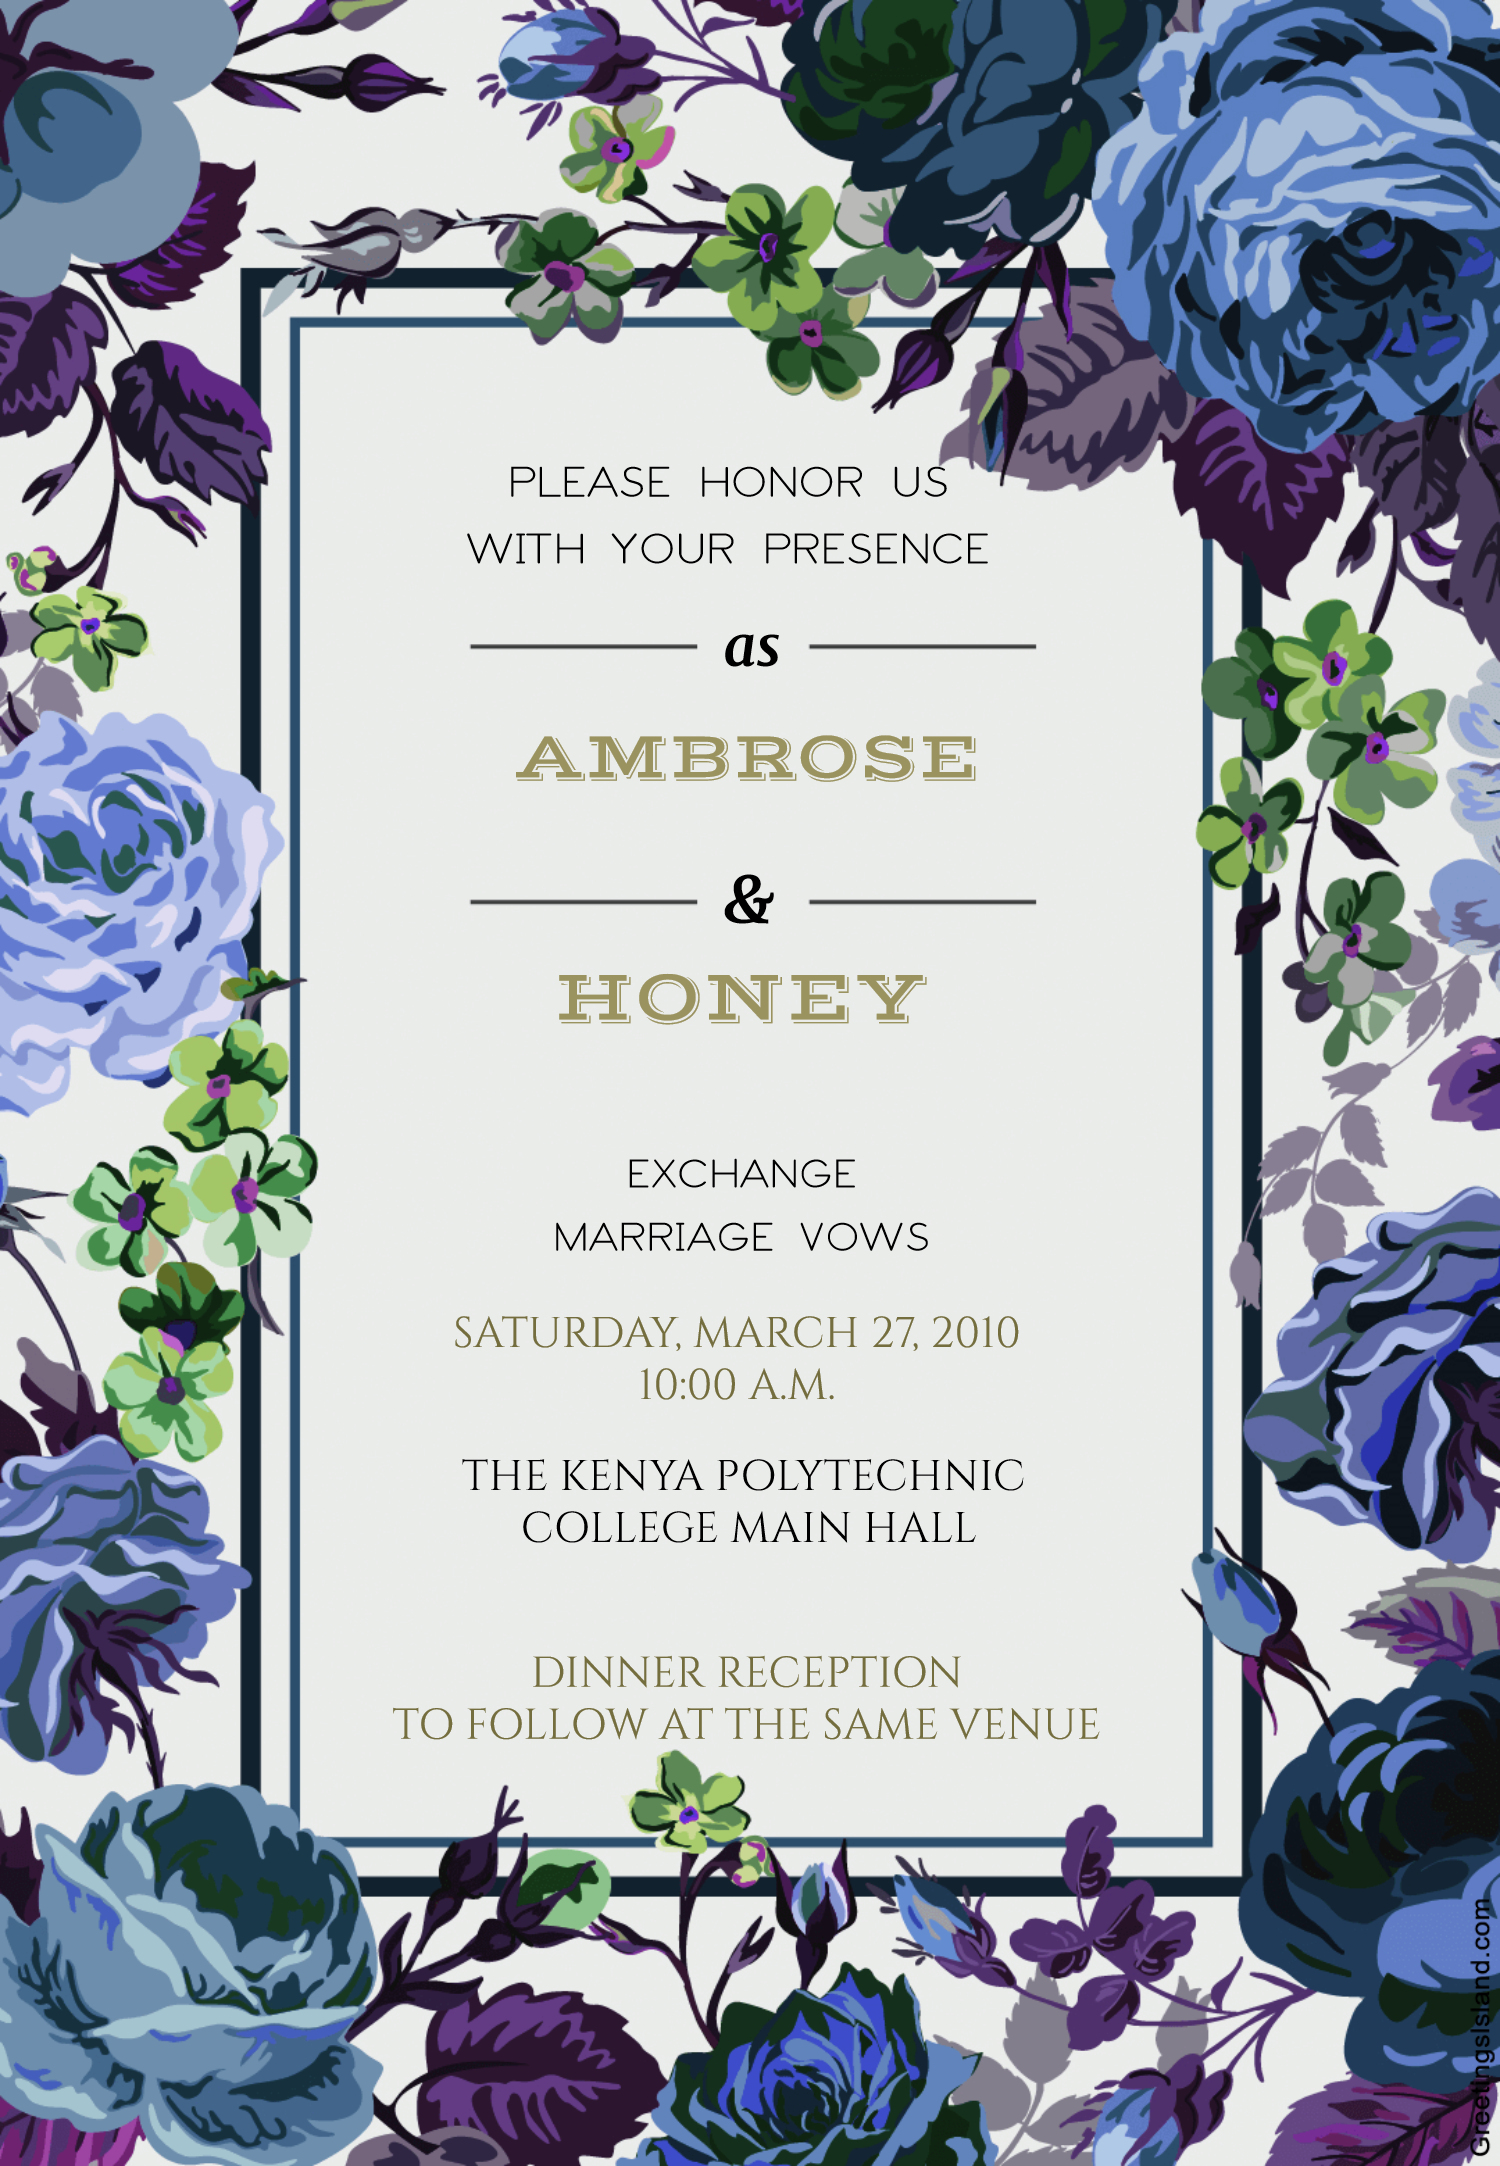 PLEASE HONOR US
WITH YOUR PRESENCE
as
AMBROSE
&
HONEY
EXCHANGE
MARRIAGE VOWS
SATURDAY, MARCH 27, 2010
10:00 A.M.
THE KENYA POLYTECHNIC
COLLEGE MAIN HALL
DINNER RECEPTION
TO FOLLOW AT THE SAME VENUE
GreetingsIsland.com